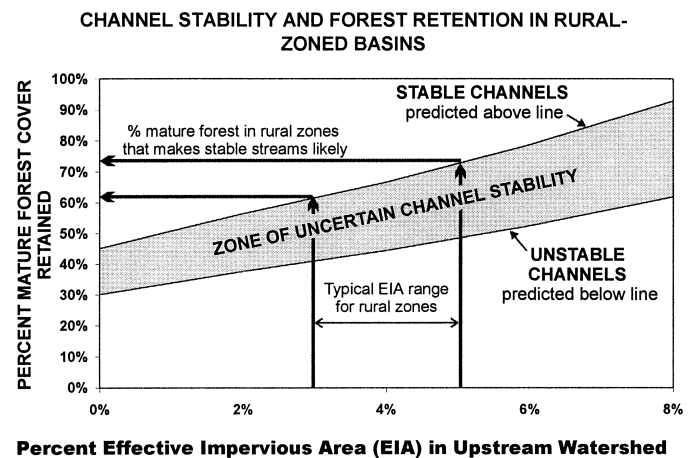 CHANNEL STABILITY AND FOREST RETENTION IN RURAL-
ZONED BASINS
PERCENT MATURE FOREST COVER
RETAINED
100%
90%
80%
70%
60%
50%
40%
30%
20%
10%
0%
STABLE CHANNELS
predicted above line
% mature forest in rural zones
that makes stable streams likely
ZONE OF UNCERTAIN CHANNEL STABILITY
UNSTABLE
CHANNELS
predicted below line
Typical EIA range
for rural zones
0%
2%
4%
6%
8%
Percent Effective Impervious Area (EIA) in Upstream Watershed